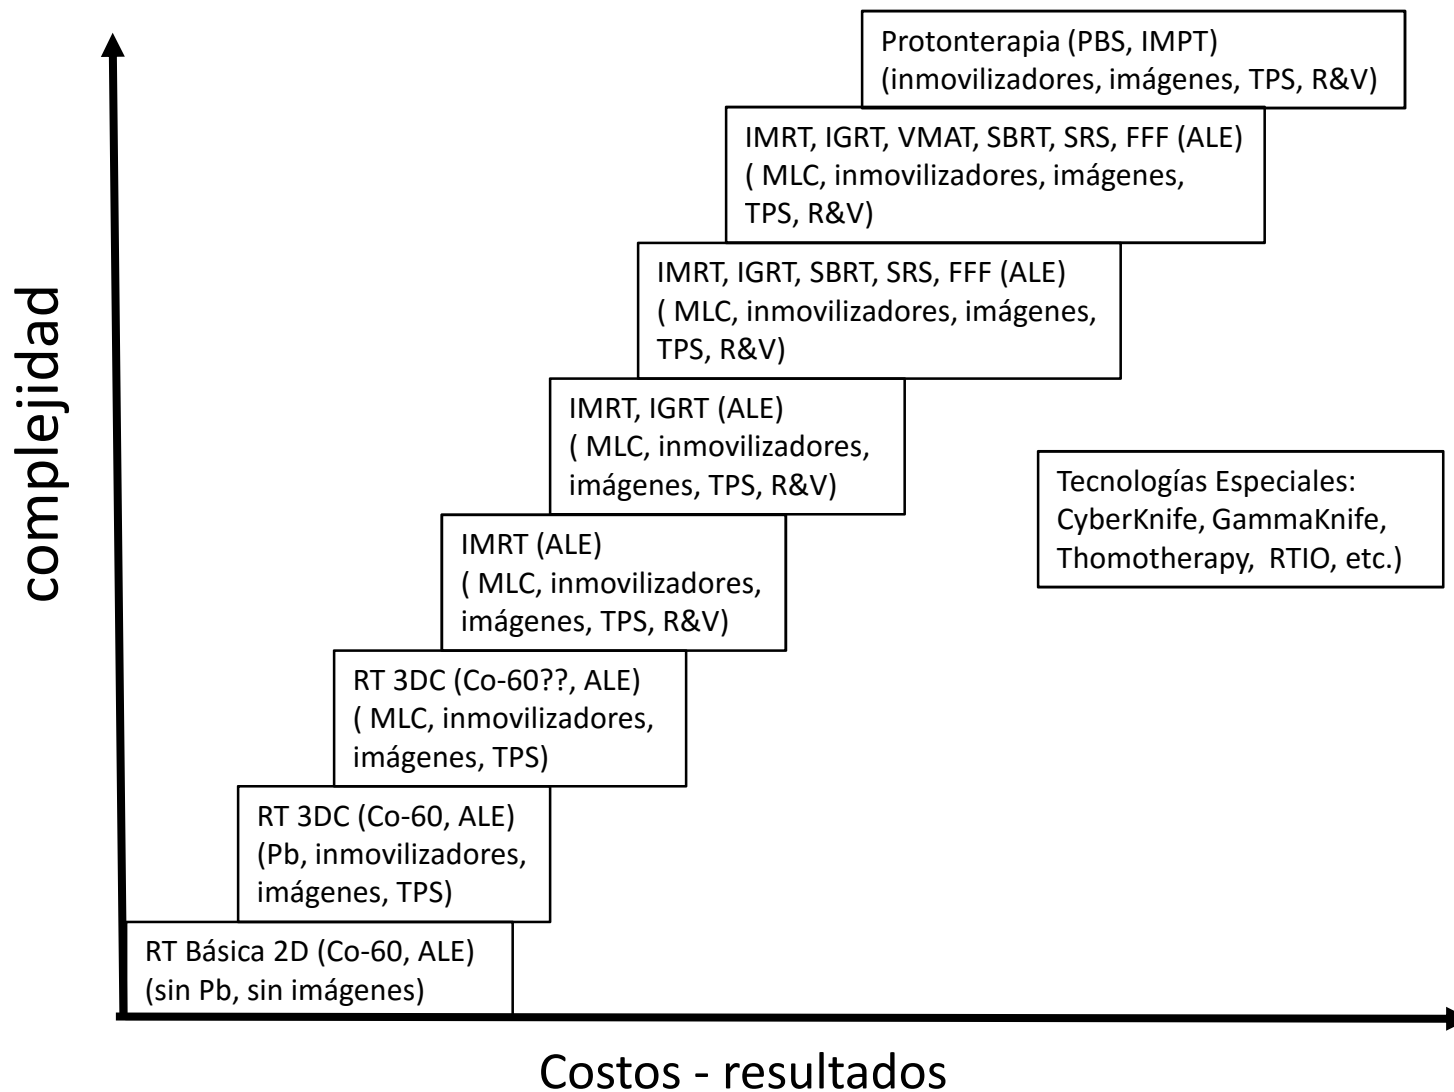 Protonterapia (PBS, IMPT)
(inmovilizadores, imágenes, TPS, R&V)
IMRT, IGRT, VMAT, SBRT, SRS, FFF (ALE)
( MLC, inmovilizadores, imágenes,
TPS, R&V)
IMRT, IGRT, SBRT, SRS, FFF (ALE)
( MLC, inmovilizadores, imágenes,
TPS, R&V)
IMRT, IGRT (ALE)
( MLC, inmovilizadores,
imágenes, TPS, R&V)
Tecnologías Especiales:
CyberKnife, GammaKnife,
Thomotherapy, RTIO, etc.)
IMRT (ALE)
( MLC, inmovilizadores,
imágenes, TPS, R&V)
RT 3DC (Co-60??, ALE)
( MLC, inmovilizadores,
imágenes, TPS)
RT 3DC (Co-60, ALE)
(Pb, inmovilizadores,
imágenes, TPS)
RT Básica 2D (Co-60, ALE)
(sin Pb, sin imágenes)
complejidad
Costos - resultados